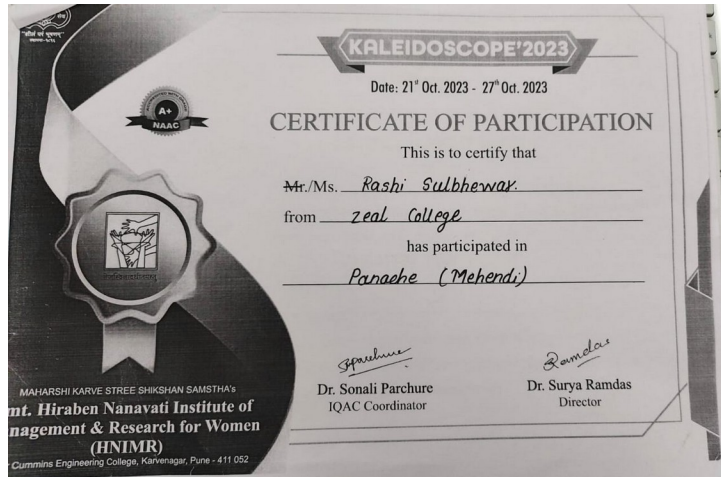 "स्त्रीत्वं भूषणम्"
KALEIDOSCOPE'2023
Date: 21st Oct. 2023 - 27th Oct. 2023
A+
NAAC
CERTIFICATE OF PARTICIPATION
This is to certify that
Mr./Ms. Rashi Sulbhewar.
from Zeal College
has participated in
Panache (Mehendi)
Dr. Sonali Parchure
IQAC Coordinator
Dr. Surya Ramdas
Director
MAHARSHI KARVE STREE SHIKSHAN SAMSTHA's
mt. Hiraben Nanavati Institute of
nagement & Research for Women
(HNIMR)
Cummins Engineering College, Karvenagar, Pune - 411 052